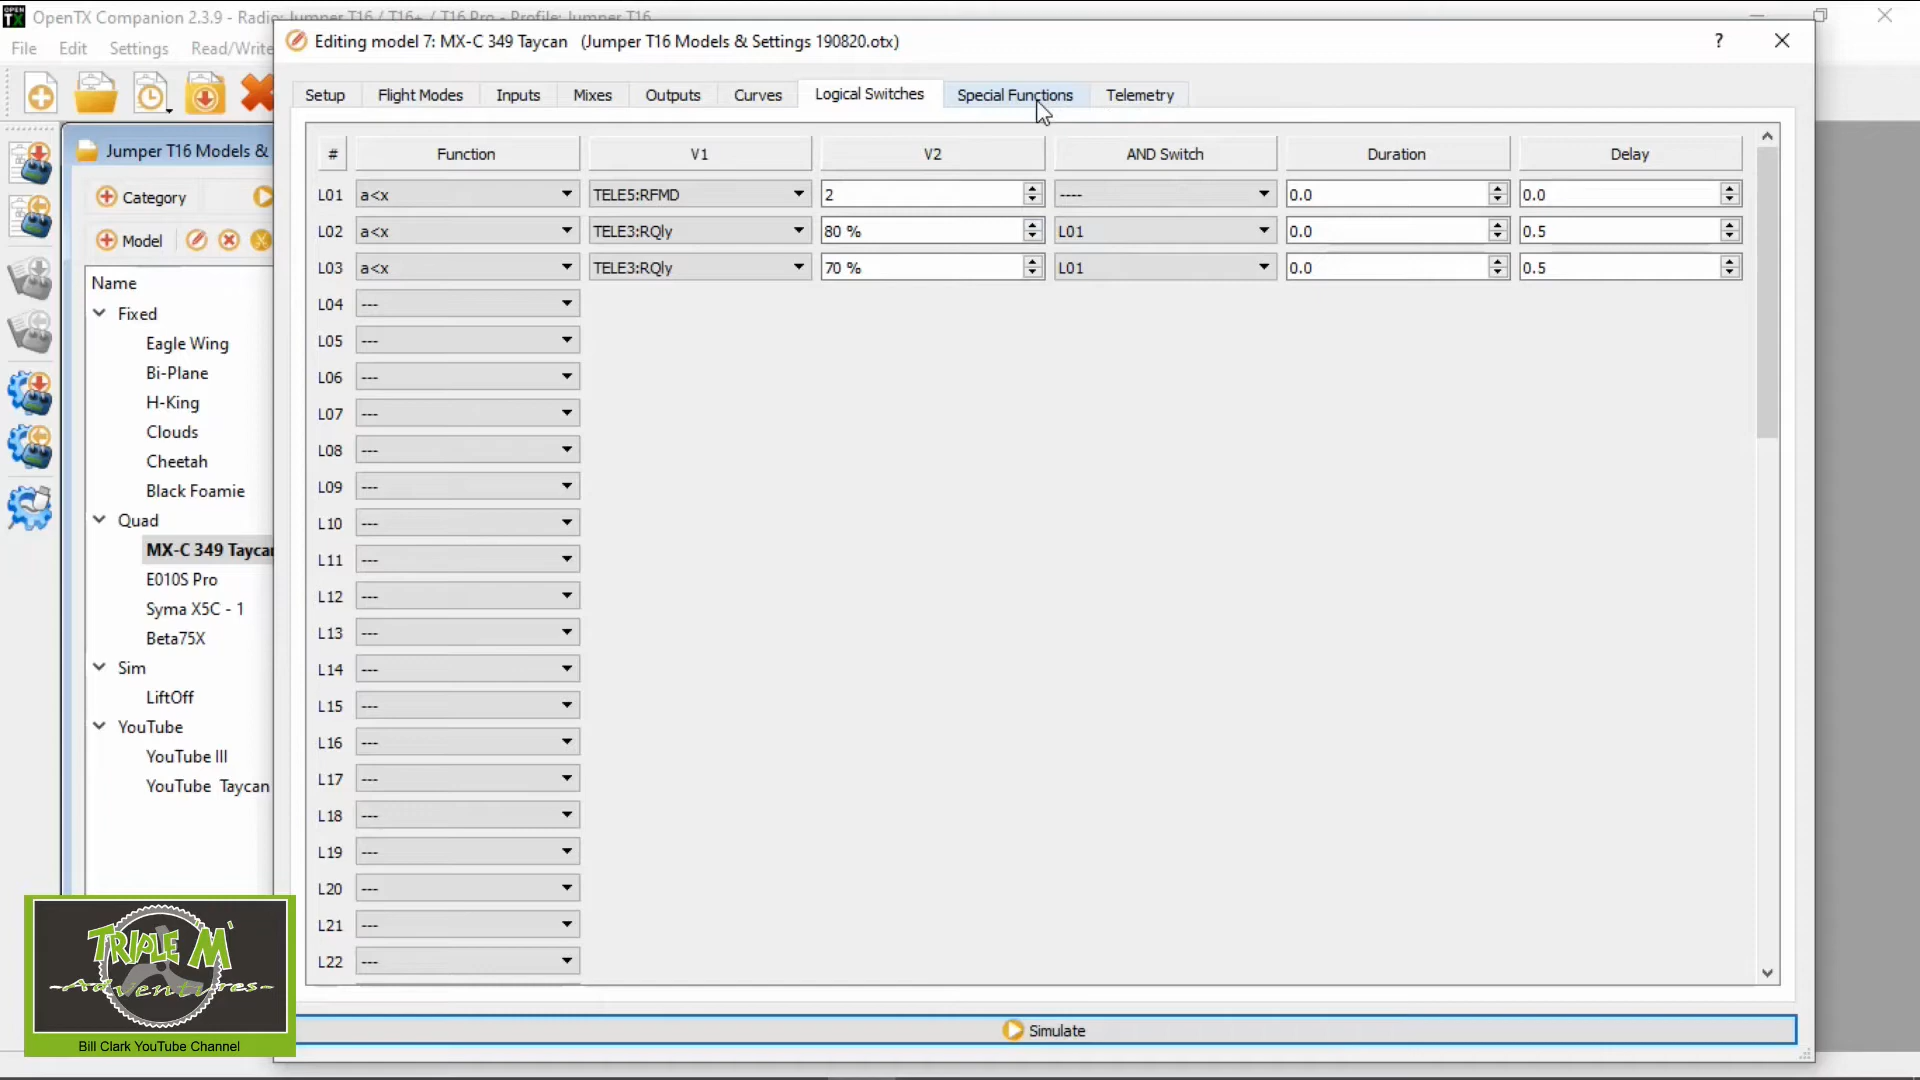 OpenTX Companion 2.3.9 - Radio: Jumper T16 / T16+ / T16 Pro - Profile: Jumper T16
File Edit Settings Read/Write
Editing model 7: MX-C 349 Taycan (Jumper T16 Models & Settings 190820.otx)
?
Setup Flight Modes Inputs Mixes Outputs Curves Logical Switches Special Functions Telemetry
Jumper T16 Models &
Category
Model
Name
Fixed
Eagle Wing
Bi-Plane
H-King
Clouds
Cheetah
Black Foamie
Quad
MX-C 349 Taycan
E010S Pro
Syma X5C - 1
Beta75X
Sim
LiftOff
YouTube
YouTube III
YouTube Taycan
# Function V1 V2 AND Switch Duration Delay
L01 a<x TELE5:RFMD 2 ---- 0.0 0.0
L02 a<x TELE3:RQly 80 % L01 0.0 0.5
L03 a<x TELE3:RQly 70 % L01 0.0 0.5
L04 ---
L05 ---
L06 ---
L07 ---
L08 ---
L09 ---
L10 ---
L11 ---
L12 ---
L13 ---
L14 ---
L15 ---
L16 ---
L17 ---
L18 ---
L19 ---
L20 ---
L21 ---
L22 ---
Simulate
OPEN
TX
TRIPLE M
-Adventures-
Bill Clark YouTube Channel